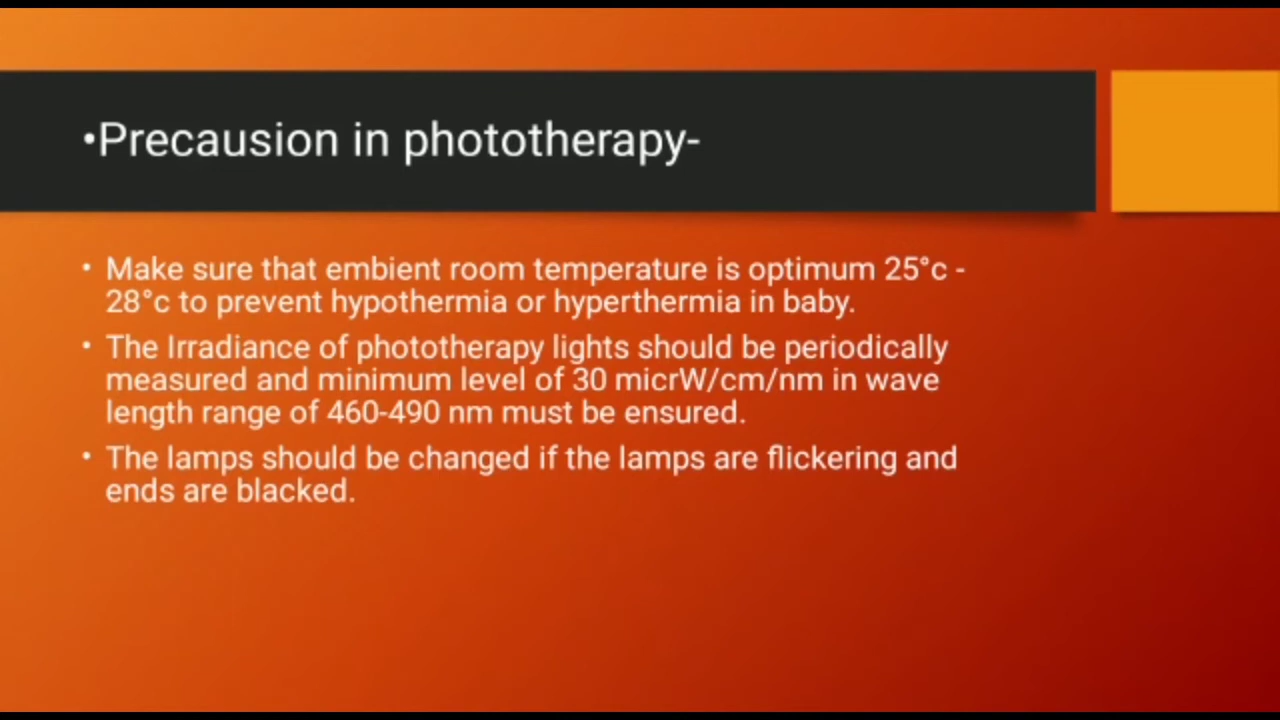 •Precausion in phototherapy-
• Make sure that embient room temperature is optimum 25°c -
28°c to prevent hypothermia or hyperthermia in baby.
• The Irradiance of phototherapy lights should be periodically
measured and minimum level of 30 micrW/cm/nm in wave
length range of 460-490 nm must be ensured.
• The lamps should be changed if the lamps are flickering and
ends are blacked.